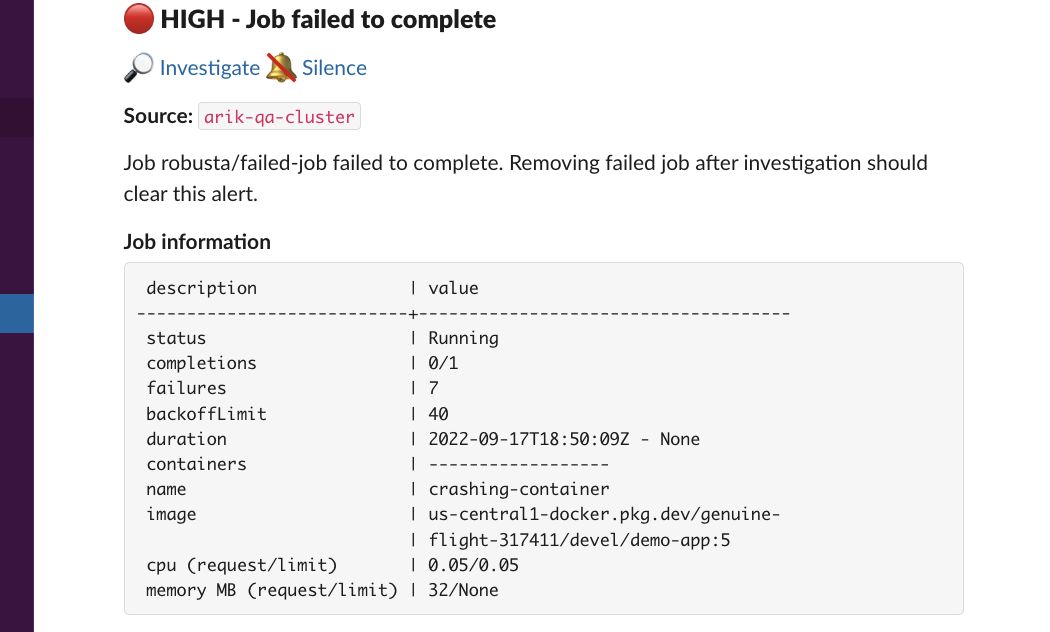 HIGH - Job failed to complete
Investigate Silence
Source: arik-qa-cluster
Job robusta/failed-job failed to complete. Removing failed job after investigation should
clear this alert.
Job information
description | value
---------------------------+-------------------------------------
status | Running
completions | 0/1
failures | 7
backoffLimit | 40
duration | 2022-09-17T18:50:09Z - None
containers | ------------------
name | crashing-container
image | us-central1-docker.pkg.dev/genuine-
| flight-317411/devel/demo-app:5
cpu (request/limit) | 0.05/0.05
memory MB (request/limit) | 32/None